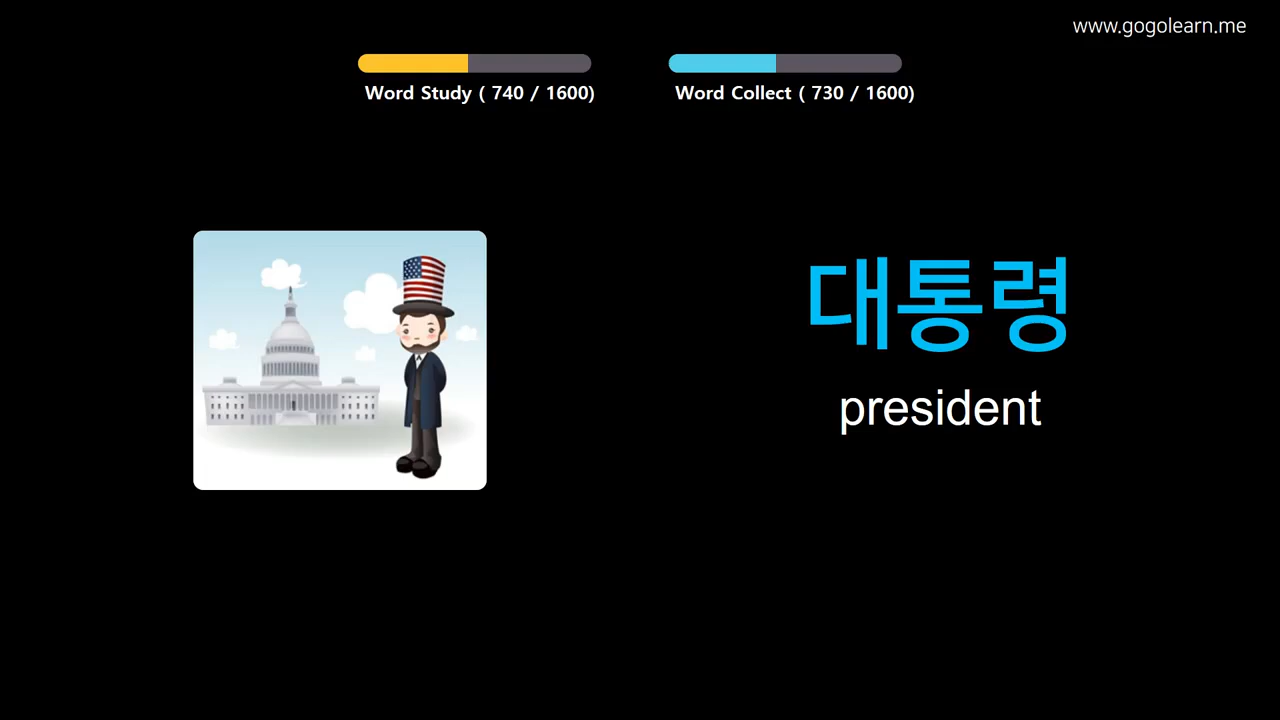 www.gogolearn.me
Word Study ( 740 / 1600)
Word Collect ( 730 / 1600)
대통령
president